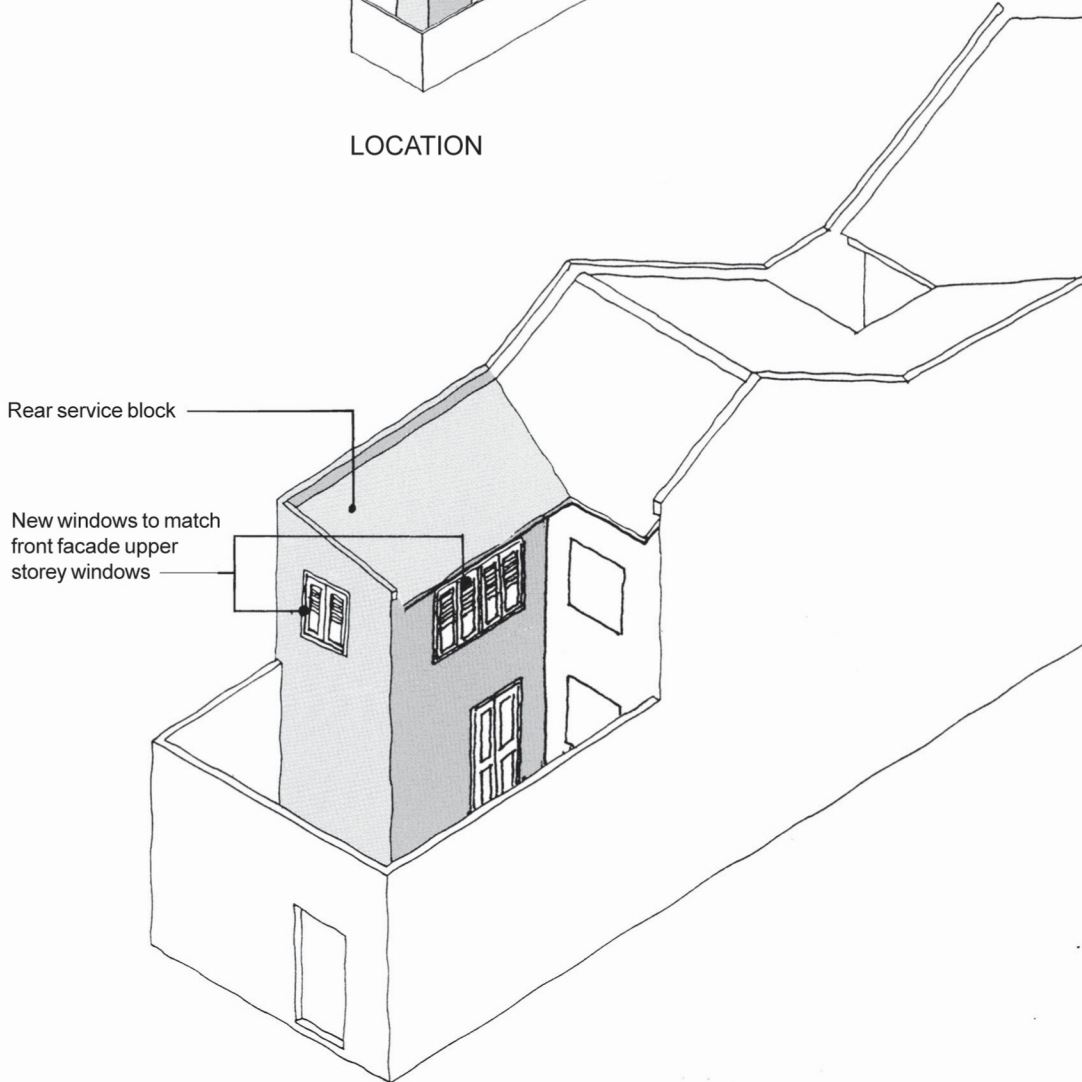 LOCATION
Rear service block
New windows to match
front facade upper
storey windows